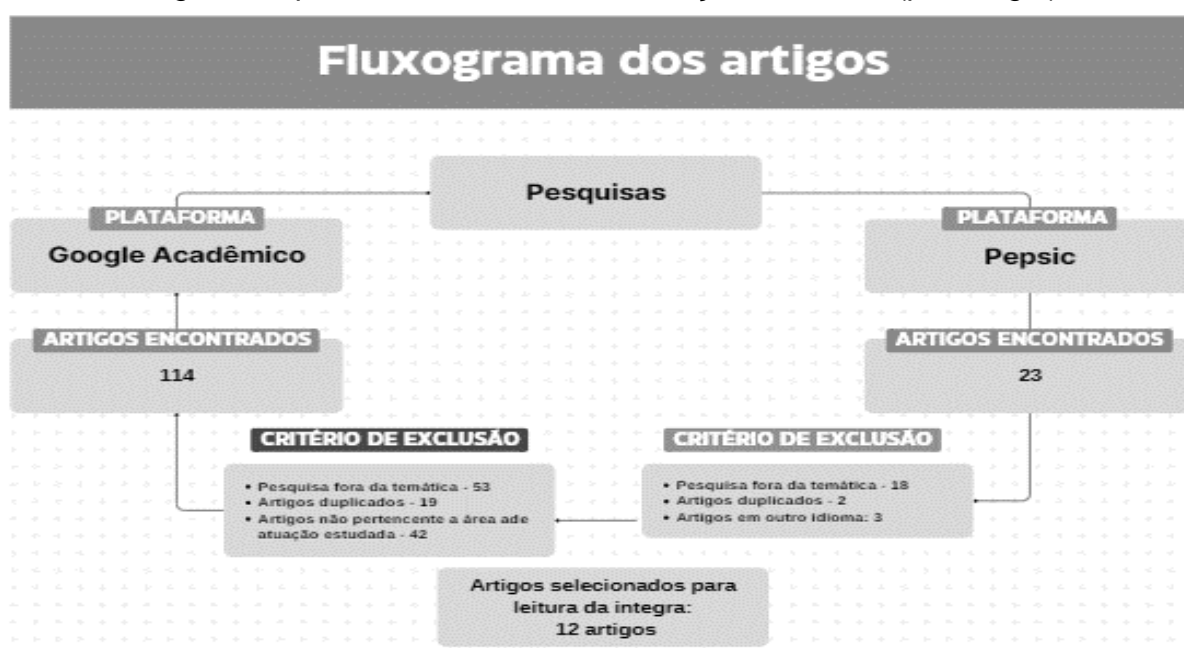 Fluxograma dos artigos
Pesquisas
PLATAFORMA
Google Acadêmico
PLATAFORMA
Pepsic
ARTIGOS ENCONTRADOS
114
ARTIGOS ENCONTRADOS
23
CRITÉRIO DE EXCLUSÃO
• Pesquisa fora da temática - 53
• Artigos duplicados - 19
• Artigos não pertencente a área ade
atuação estudada - 42
CRITÉRIO DE EXCLUSÃO
• Pesquisa fora da temática - 18
• Artigos duplicados - 2
• Artigos em outro idioma: 3
Artigos selecionados para
leitura da integra:
12 artigos